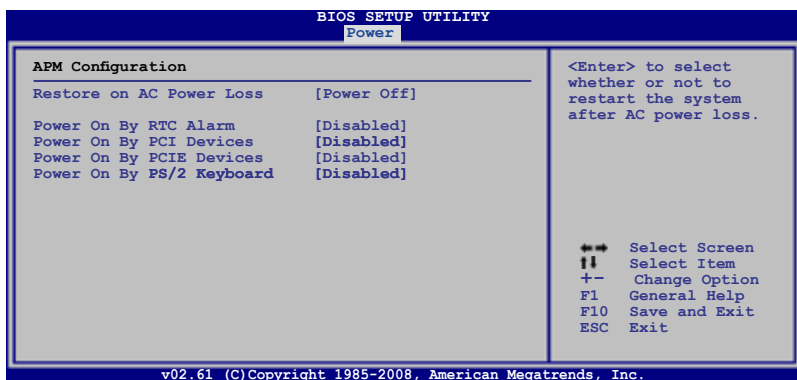 BIOS SETUP UTILITY
Power
APM Configuration
Restore on AC Power Loss [Power Off]
Power On By RTC Alarm [Disabled]
Power On By PCI Devices [Disabled]
Power On By PCIE Devices [Disabled]
Power On By PS/2 Keyboard [Disabled]
<Enter> to select
whether or not to
restart the system
after AC power loss.
←→ Select Screen
↑↓ Select Item
+- Change Option
F1 General Help
F10 Save and Exit
ESC Exit
v02.61 (C)Copyright 1985-2008, American Megatrends, Inc.